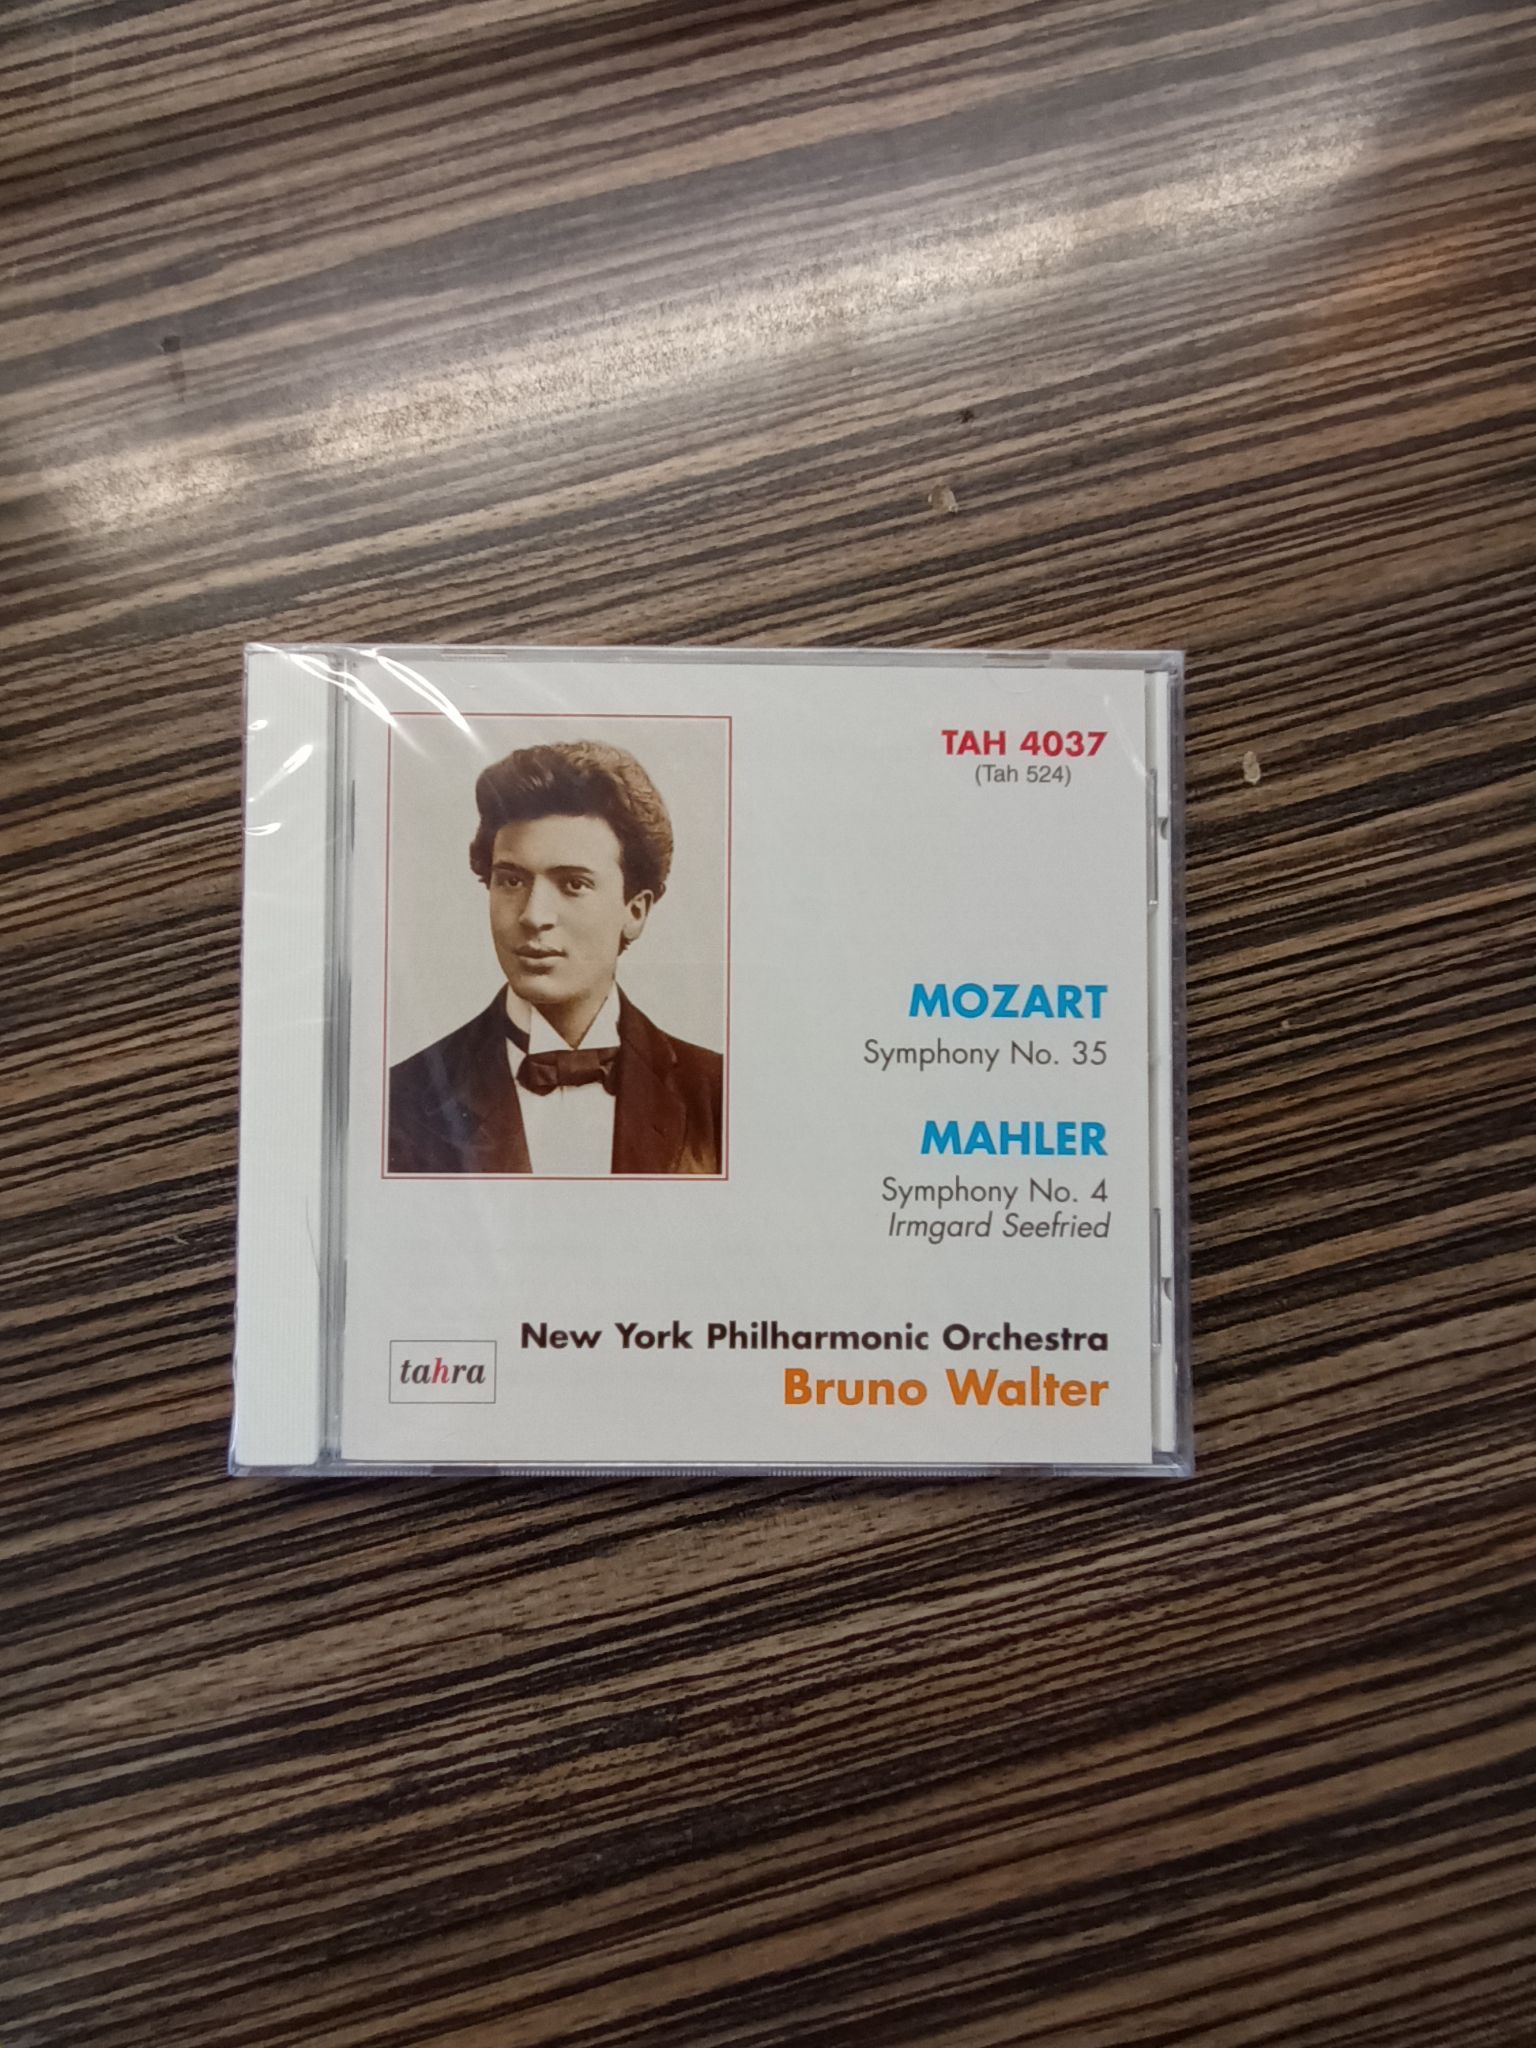 TAH 4037
(Tah 524)
MOZART
Symphony No. 35
MAHLER
Symphony No. 4
Irmgard Seefried
New York Philharmonic Orchestra
tahra
Bruno Walter